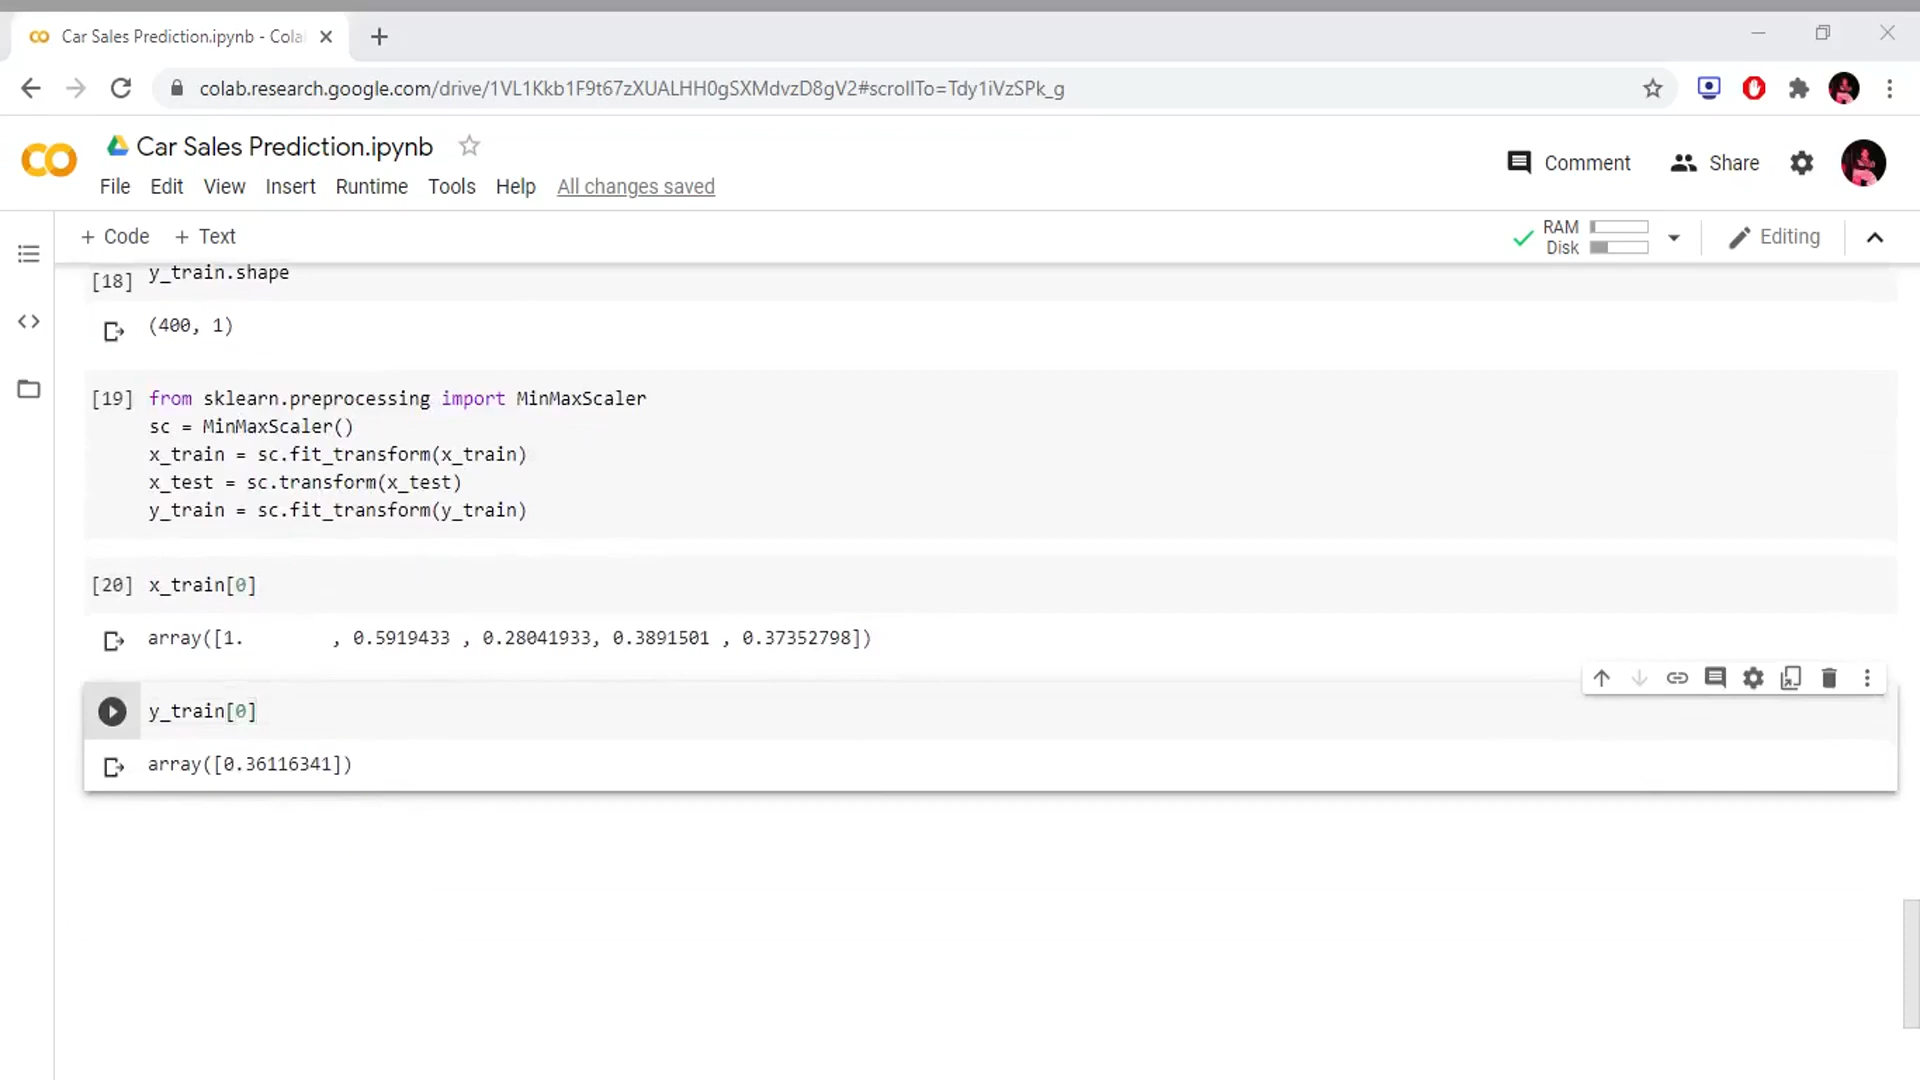 Car Sales Prediction.ipynb - Cola
colab.research.google.com/drive/1VL1Kkb1F9t67zXUALHH0gSXMdvzD8gV2#scrollTo=Tdy1iVzSPk_g
CO
Car Sales Prediction.ipynb
Comment
Share
File Edit View Insert Runtime Tools Help All changes saved
+ Code + Text
RAM
Disk
Editing
[18] y_train.shape
(400, 1)
[19] from sklearn.preprocessing import MinMaxScaler
sc = MinMaxScaler()
x_train = sc.fit_transform(x_train)
x_test = sc.transform(x_test)
y_train = sc.fit_transform(y_train)
[20] x_train[0]
array([1.        , 0.5919433 , 0.28041933, 0.3891501 , 0.37352798])
y_train[0]
array([0.36116341])